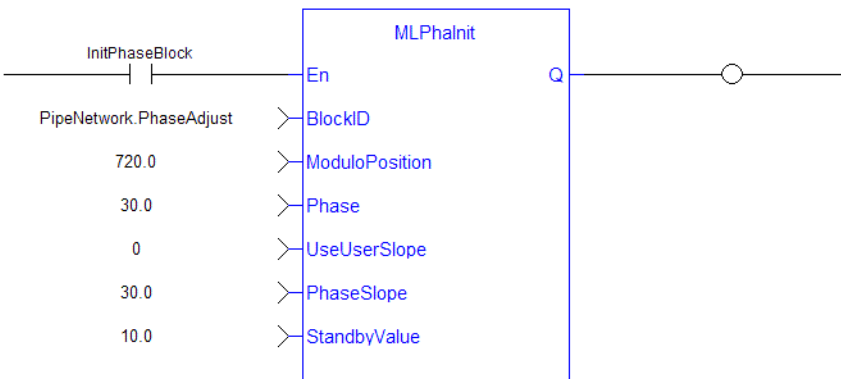 MLPhaInit
InitPhaseBlock
En
Q
PipeNetwork.PhaseAdjust
BlockID
720.0
ModuloPosition
30.0
Phase
0
UseUserSlope
30.0
PhaseSlope
10.0
StandbyValue